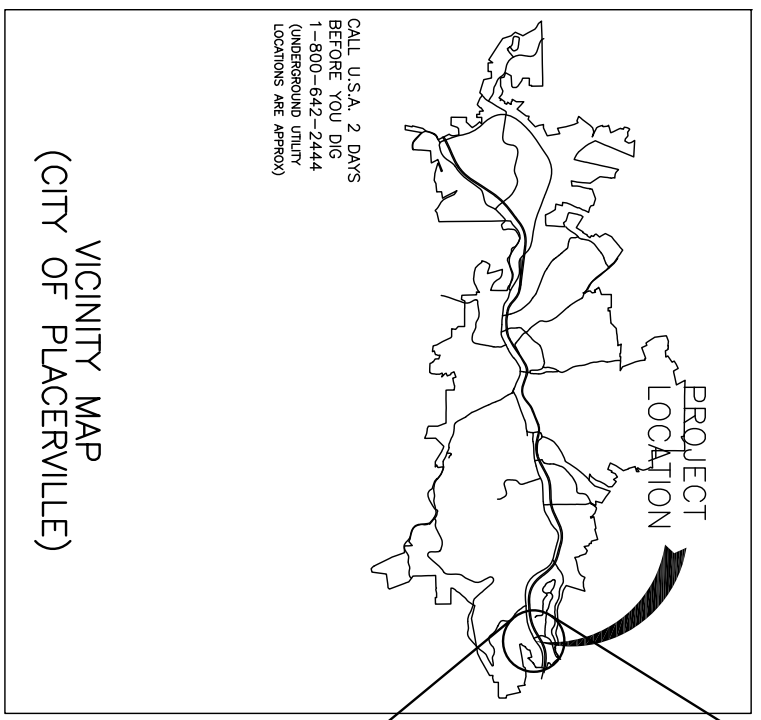 PROJECT
LOCATION
CALL U.S.A. 2 DAYS
BEFORE YOU DIG
1-800-642-2444
(UNDERGROUND UTILITY
LOCATIONS ARE APPROX)
VICINITY MAP
(CITY OF PLACERVILLE)